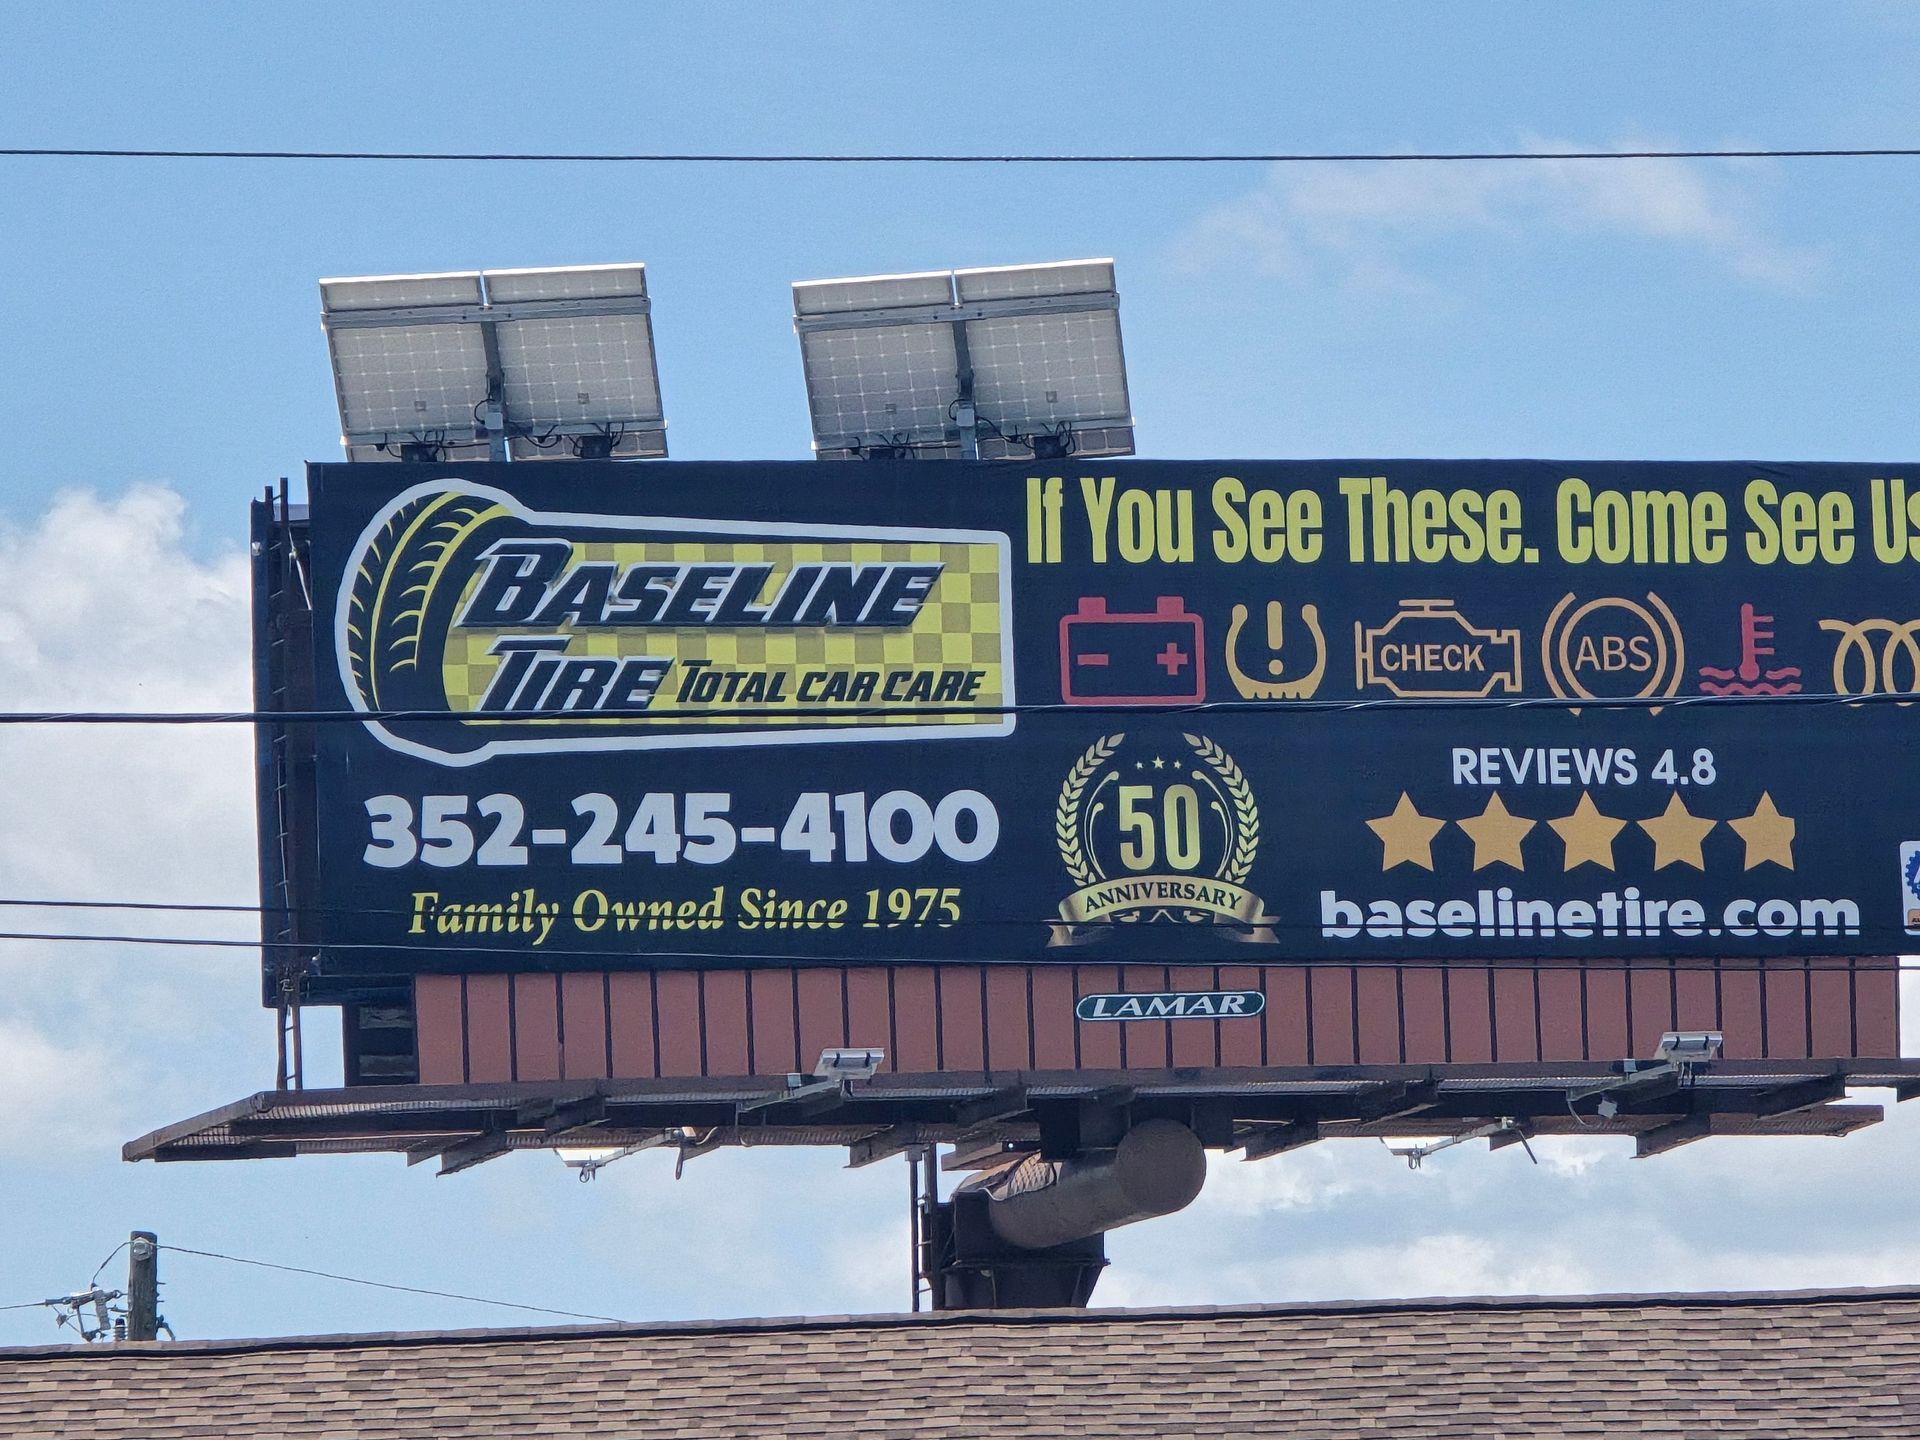 If You See These. Come See Us
BASELINE
TIRE TOTAL CAR CARE
CHECK
ABS
REVIEWS 4.8
352-245-4100
50
ANNIVERSARY
Family Owned Since 1975
baselinetire.com
LAMAR